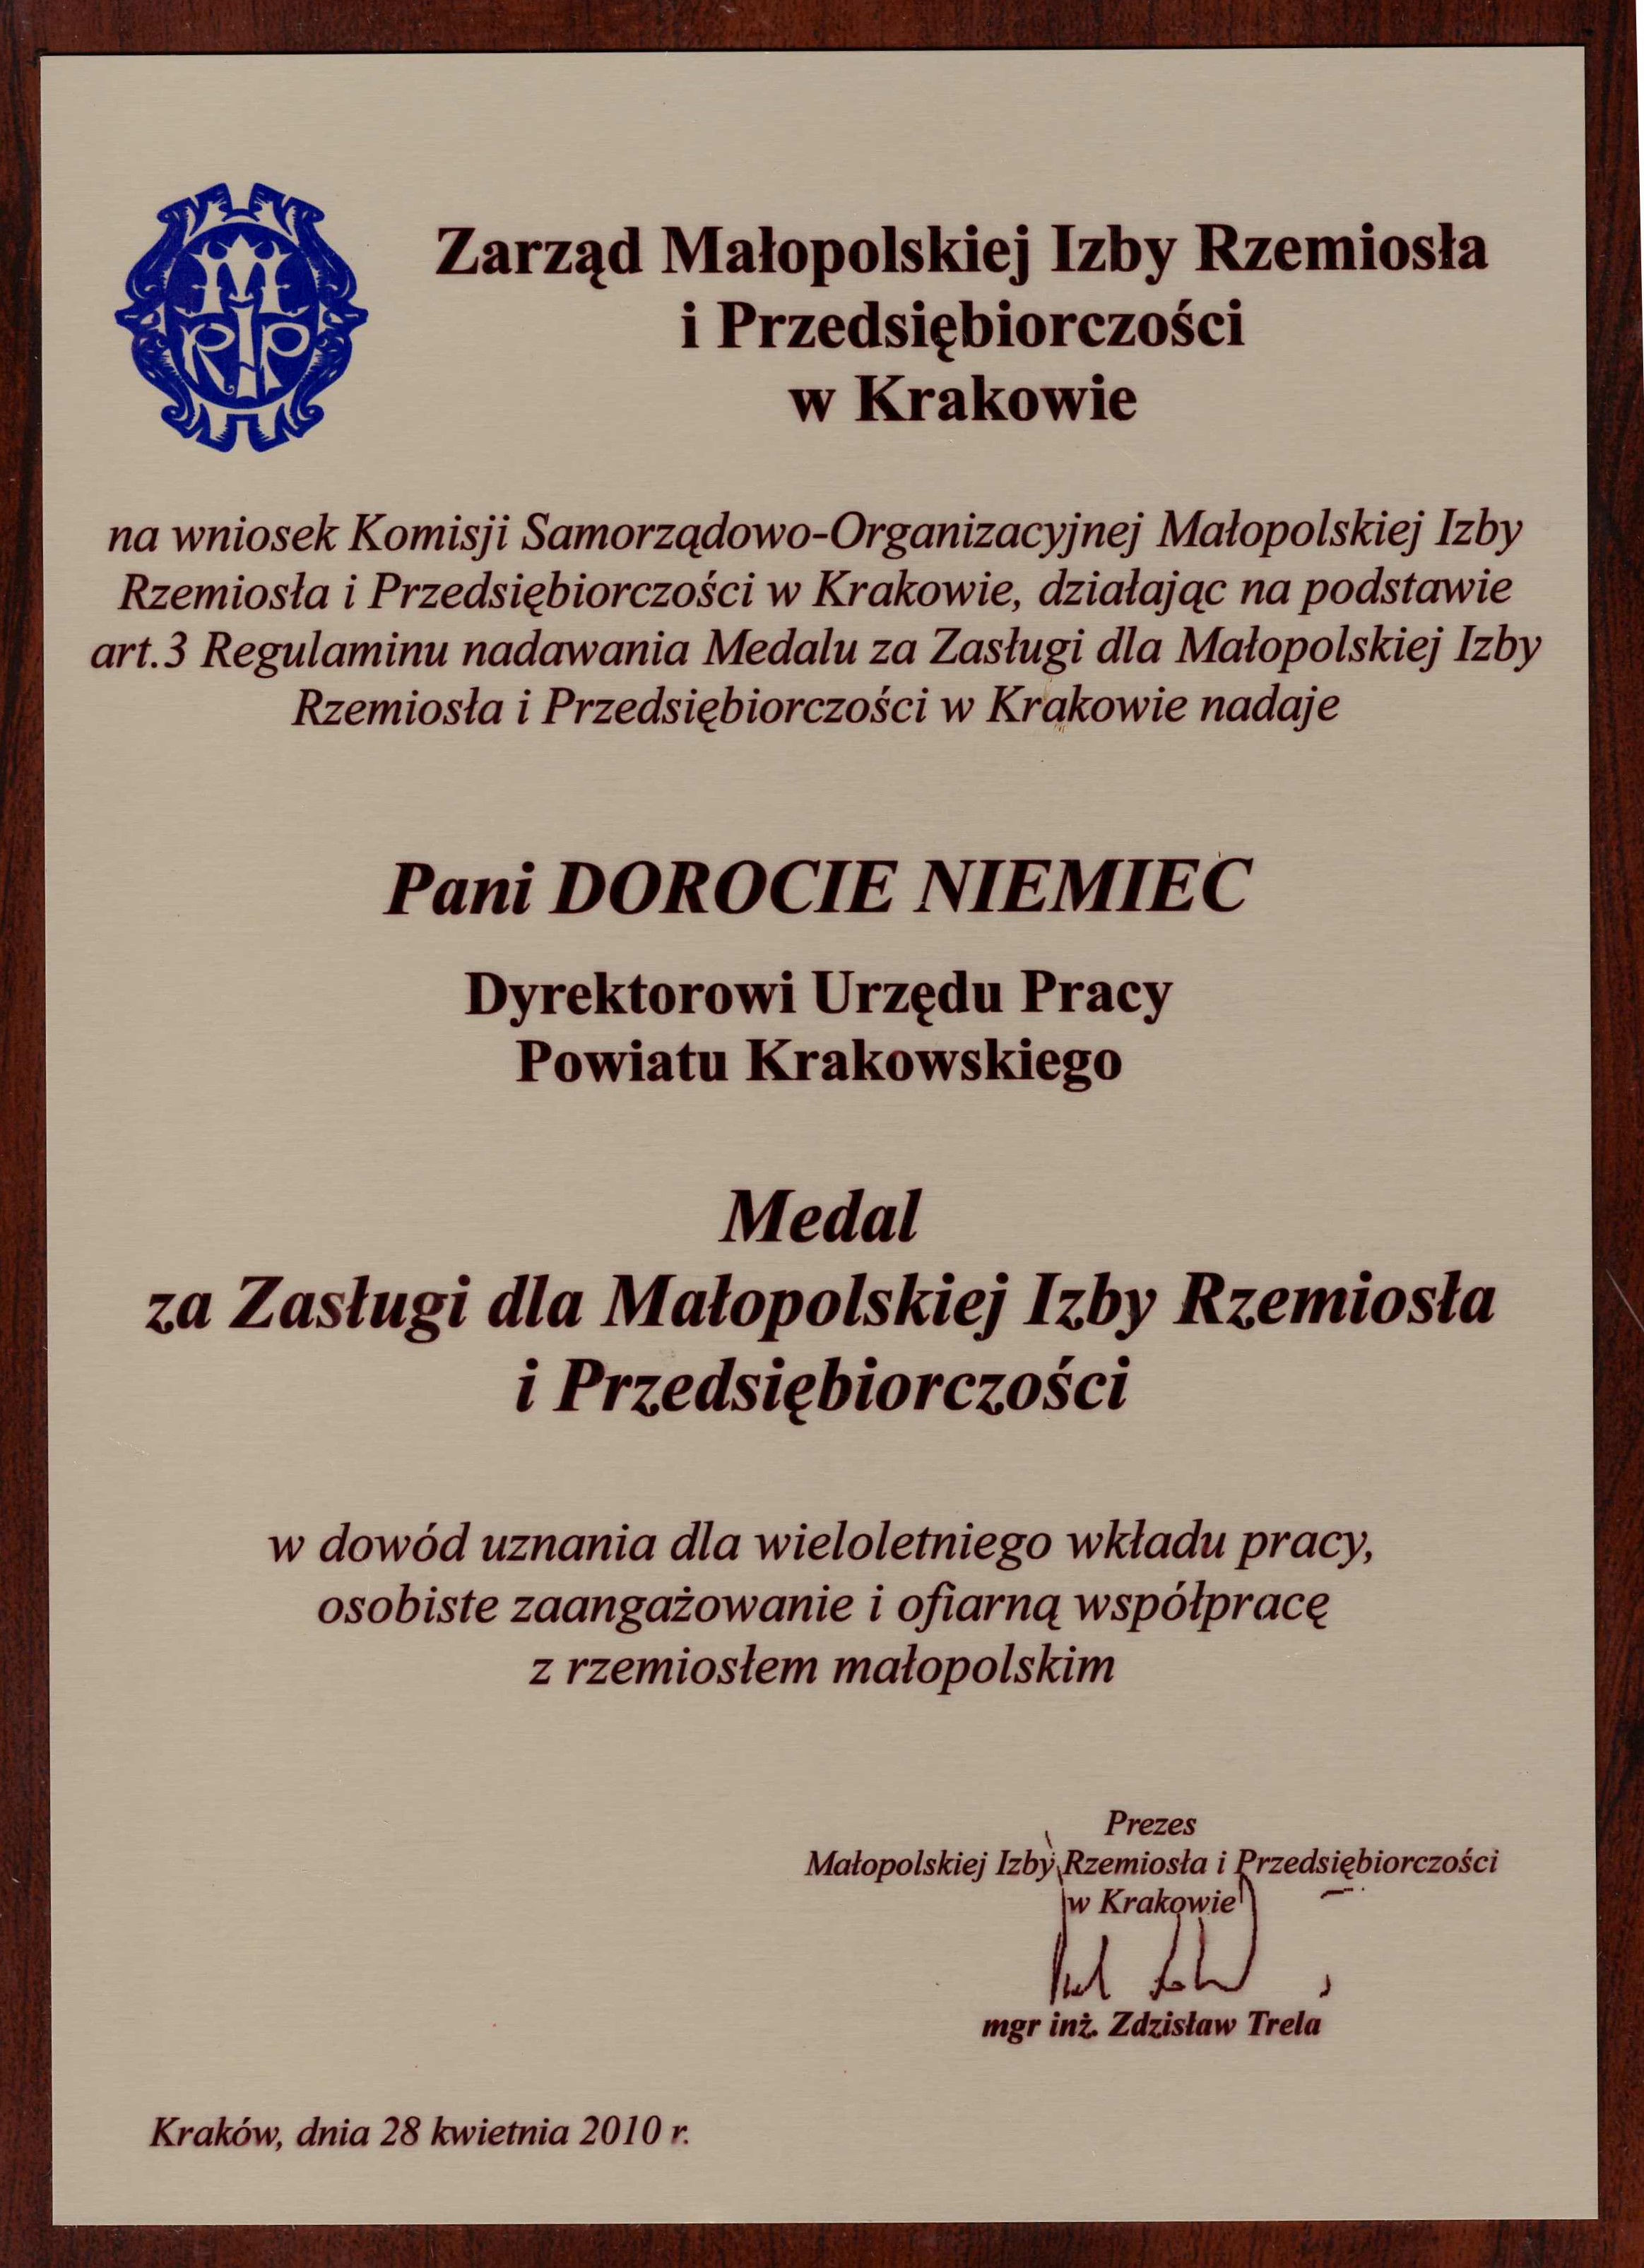 Zarząd Małopolskiej Izby Rzemiosła
i Przedsiębiorczości
w Krakowie
na wniosek Komisji Samorządowo-Organizacyjnej Małopolskiej Izby
Rzemiosła i Przedsiębiorczości w Krakowie, działając na podstawie
art.3 Regulaminu nadawania Medalu za Zasługi dla Małopolskiej Izby
Rzemiosła i Przedsiębiorczości w Krakowie nadaje
Pani DOROCIE NIEMIEC
Dyrektorowi Urzędu Pracy
Powiatu Krakowskiego
Medal
za Zasługi dla Małopolskiej Izby Rzemiosła
i Przedsiębiorczości
w dowód uznania dla wieloletniego wkładu pracy,
osobiste zaangażowanie i ofiarną współpracę
z rzemiosłem małopolskim
Prezes
Małopolskiej Izby Rzemiosła i Przedsiębiorczości
w Krakowie
mgr inż. Zdzisław Trela
Kraków, dnia 28 kwietnia 2010 r.